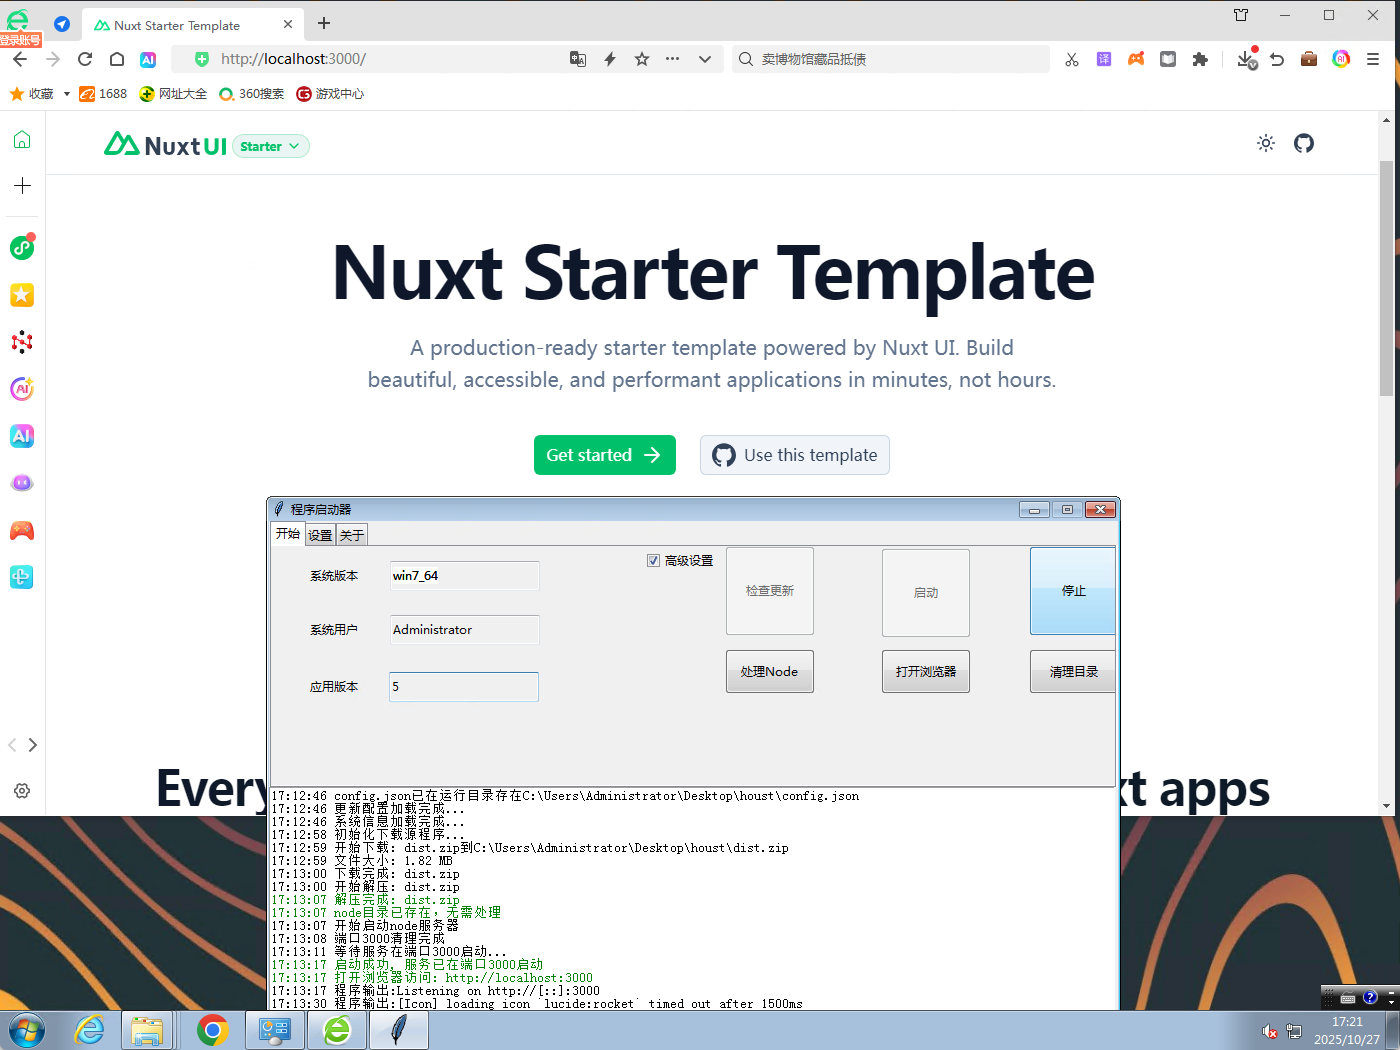 Nuxt Starter Template
登录账号
http://localhost:3000/
卖博物馆藏品抵债
收藏
1688
网址大全
360搜索
游戏中心
Nuxt UI
Starter
Nuxt Starter Template
A production-ready starter template powered by Nuxt UI. Build
beautiful, accessible, and performant applications in minutes, not hours.
Get started
Use this template
程序启动器
开始
设置
关于
系统版本
win7_64
高级设置
检查更新
启动
停止
系统用户
Administrator
处理Node
打开浏览器
清理目录
应用版本
5
Every
xt apps
17:12:46 config.json已在运行目录存在C:\Users\Administrator\Desktop\houst\config.json
17:12:46 更新配置加载完成...
17:12:46 系统信息加载完成...
17:12:58 初始化下载源程序...
17:12:59 开始下载: dist.zip到C:\Users\Administrator\Desktop\houst\dist.zip
17:12:59 文件大小: 1.82 MB
17:13:00 下载完成: dist.zip
17:13:00 开始解压: dist.zip
17:13:07 解压完成: dist.zip
17:13:07 node目录已存在，无需处理
17:13:07 开始启动node服务器
17:13:08 端口3000清理完成
17:13:11 等待服务在端口3000启动...
17:13:17 启动成功, 服务已在端口3000启动
17:13:17 打开浏览器访问: http://localhost:3000
17:13:17 程序输出:Listening on http://[::]:3000
17:13:30 程序输出:[Icon] loading icon `lucide:rocket` timed out after 1500ms
17:21
2025/10/27